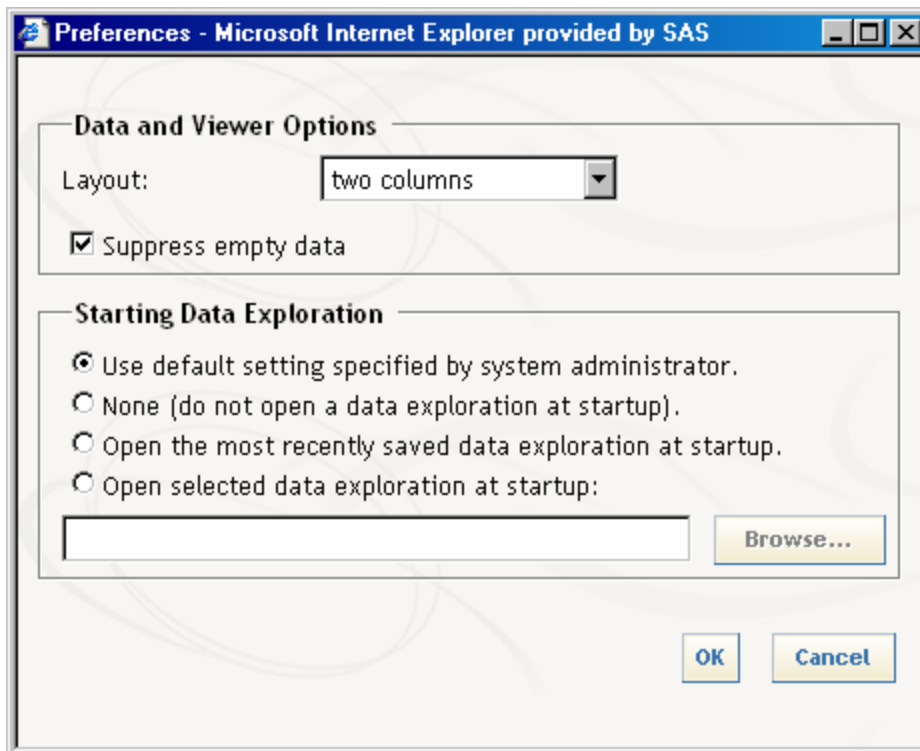 Preferences - Microsoft Internet Explorer provided by SAS
Data and Viewer Options
Layout: two columns
Suppress empty data
Starting Data Exploration
Use default setting specified by system administrator.
None (do not open a data exploration at startup).
Open the most recently saved data exploration at startup.
Open selected data exploration at startup:
Browse...
OK Cancel